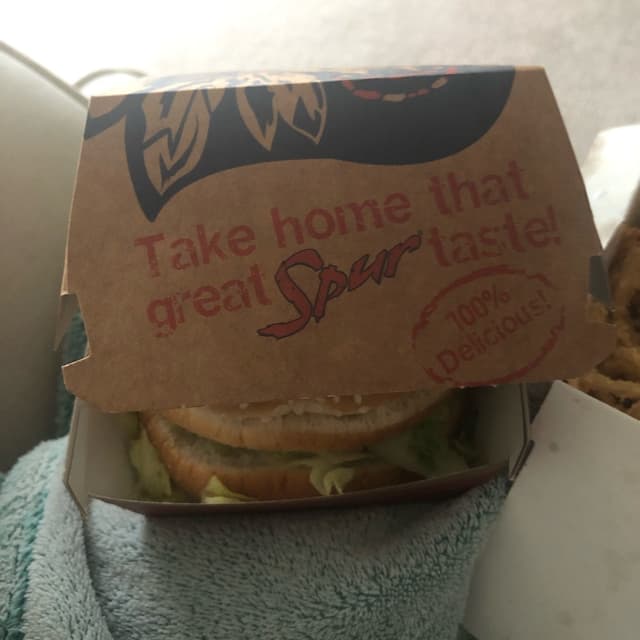 Take home that
great Spur taste!
100%
Delicious!